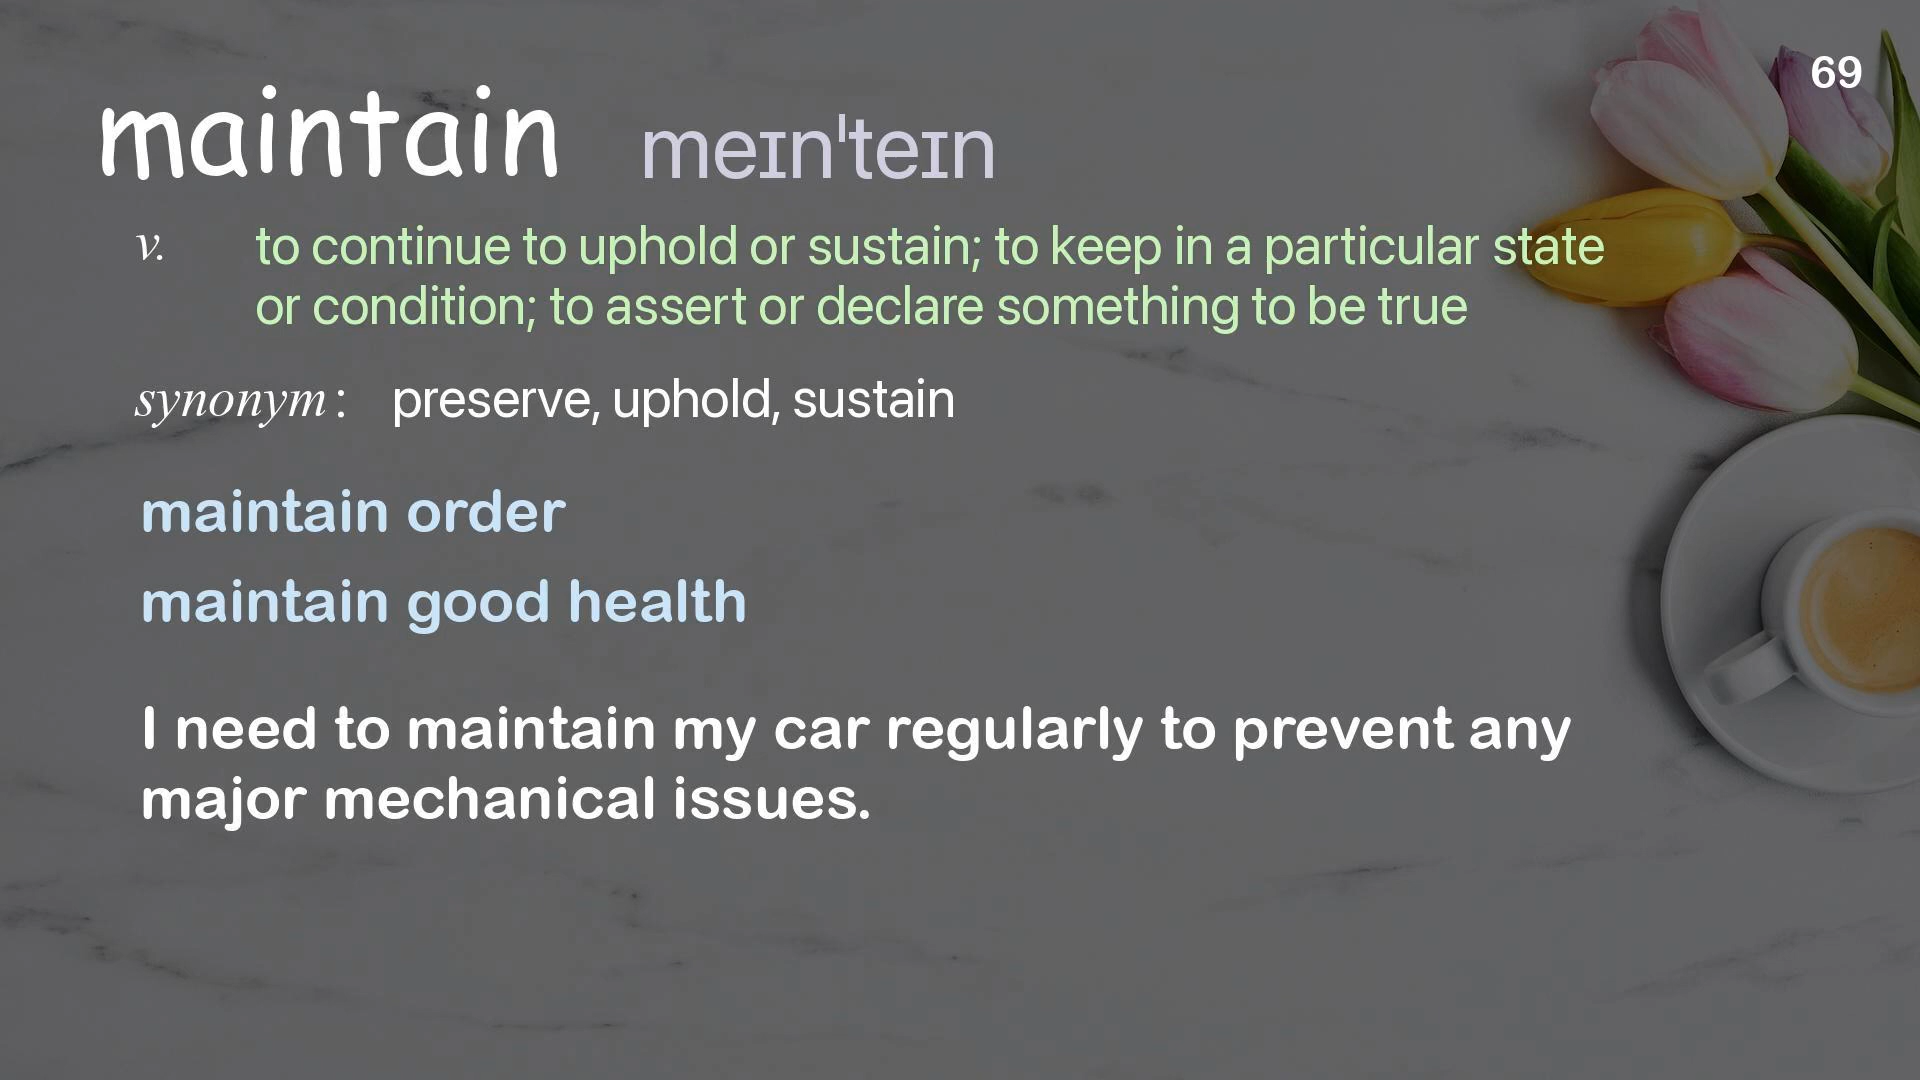 69
maintain meɪn'teɪn
v. to continue to uphold or sustain; to keep in a particular state
or condition; to assert or declare something to be true
synonym : preserve, uphold, sustain
maintain order
maintain good health
I need to maintain my car regularly to prevent any
major mechanical issues.